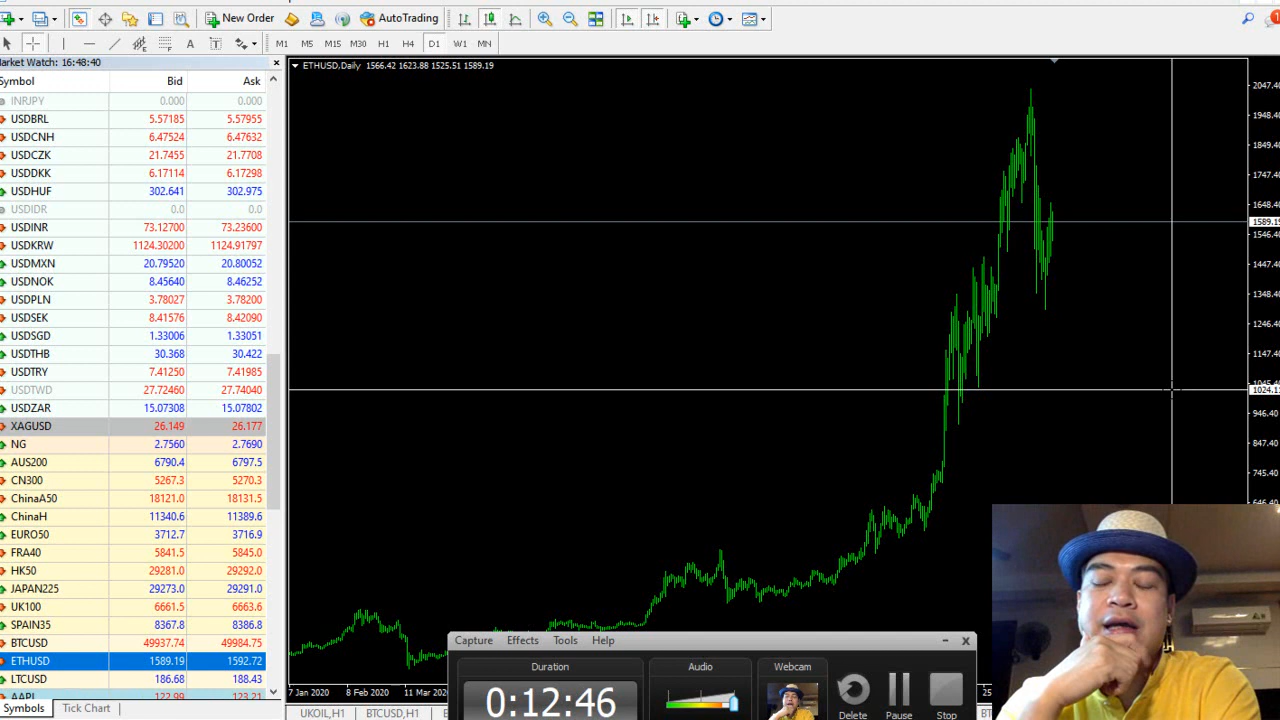 New Order
AutoTrading
M1 M5 M15 M30 H1 H4 D1 W1 MN
arket Watch: 16:48:40
Symbol Bid Ask
INRJPY 0.000 0.000
USDBRL 5.57185 5.57955
USDCNH 6.47524 6.47632
USDCZK 21.7455 21.7708
USDDKK 6.17114 6.17298
USDHUF 302.641 302.975
USDIDR 0.0 0.0
USDINR 73.12700 73.23600
USDKRW 1124.30200 1124.91797
USDMXN 20.79520 20.80052
USDNOK 8.45640 8.46252
USDPLN 3.78027 3.78200
USDSEK 8.41576 8.42090
USDSGD 1.33006 1.33051
USDTHB 30.368 30.422
USDTRY 7.41250 7.41985
USDTWD 27.72460 27.74040
USDZAR 15.07308 15.07802
XAGUSD 26.149 26.177
NG 2.7560 2.7690
AUS200 6790.4 6797.5
CN300 5267.3 5270.3
ChinaA50 18121.0 18131.5
ChinaH 11340.6 11389.6
EURO50 3712.7 3716.9
FRA40 5841.5 5845.0
HK50 29281.0 29292.0
JAPAN225 29273.0 29291.0
UK100 6661.5 6663.6
SPAIN35 8367.8 8386.8
BTCUSD 49937.74 49984.75
ETHUSD 1589.19 1592.72
LTCUSD 186.68 188.43
AAPL 122.99 123.21
Symbols Tick Chart
ETHUSD,Daily 1566.42 1623.88 1525.51 1589.19
2047.40
1948.40
1849.40
1747.40
1648.40
1589.19
1546.40
1447.40
1348.40
1246.40
1147.40
1045.40
1024.1
946.40
847.40
745.40
7 Jan 2020 8 Feb 2020 11 Mar 20
UKOIL,H1 BTCUSD,H1
Capture Effects Tools Help
Duration Audio Webcam
0:12:46
Delete Pause Stop